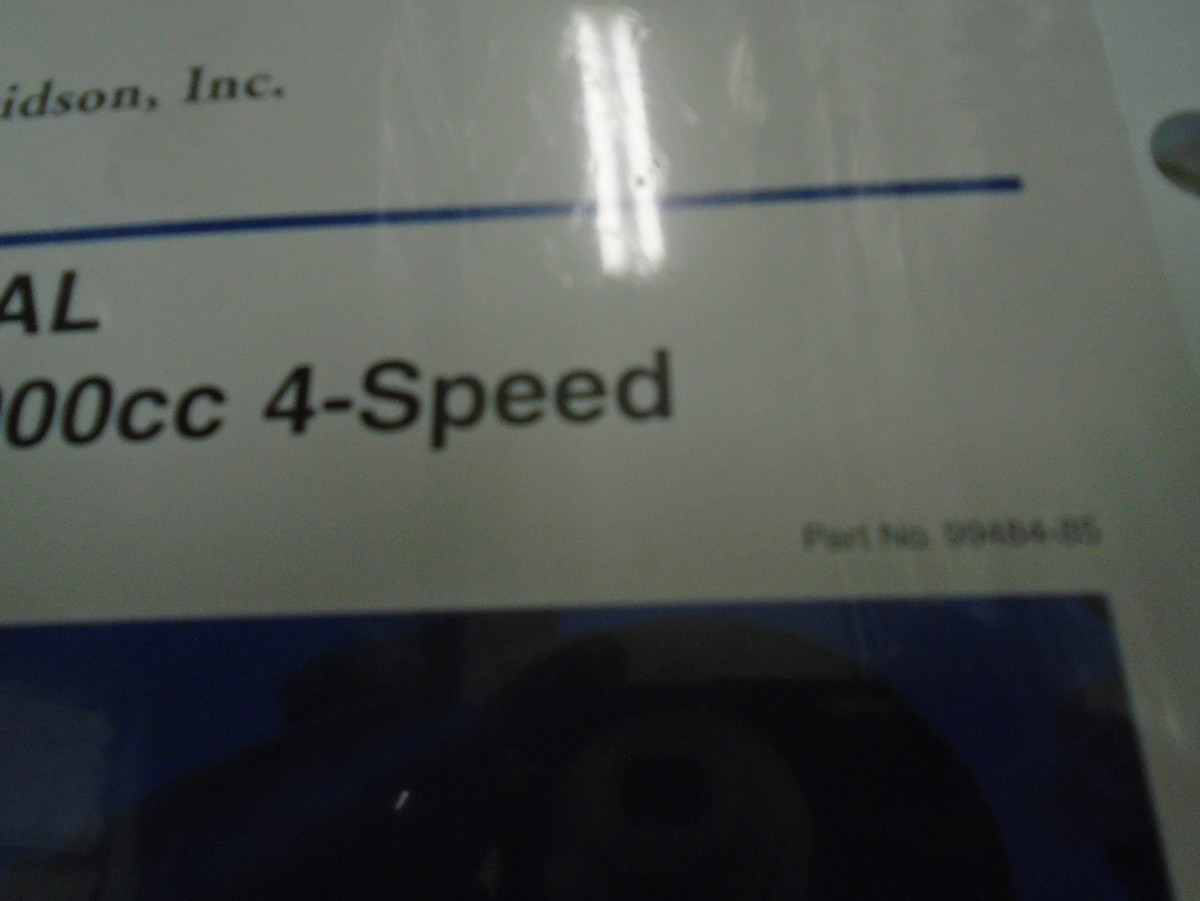 idson, Inc.
AL
000cc 4-Speed
Part No. 99484-85